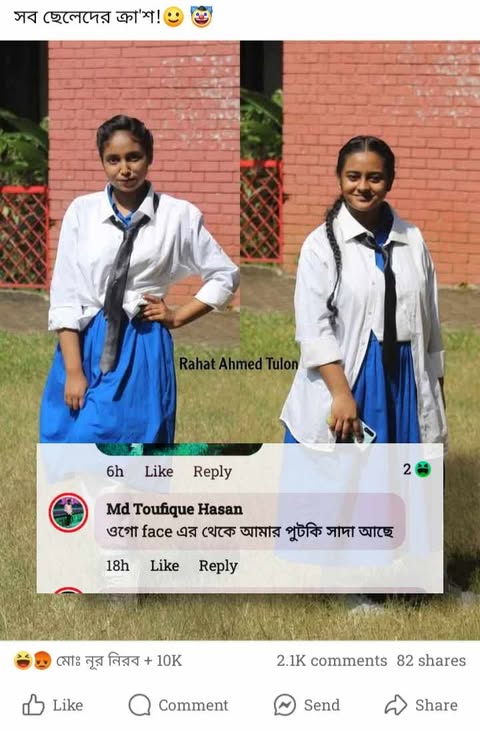 সব ছেলেদের ক্রা'শ!🙂 🤡
Rahat Ahmed Tulon
6h Like Reply 2
Md Toufique Hasan
ওগো face এর থেকে আমার পুটকি সাদা আছে
18h Like Reply
মোঃ নূর নিরব + 10K 2.1K comments 82 shares
Like Comment Send Share